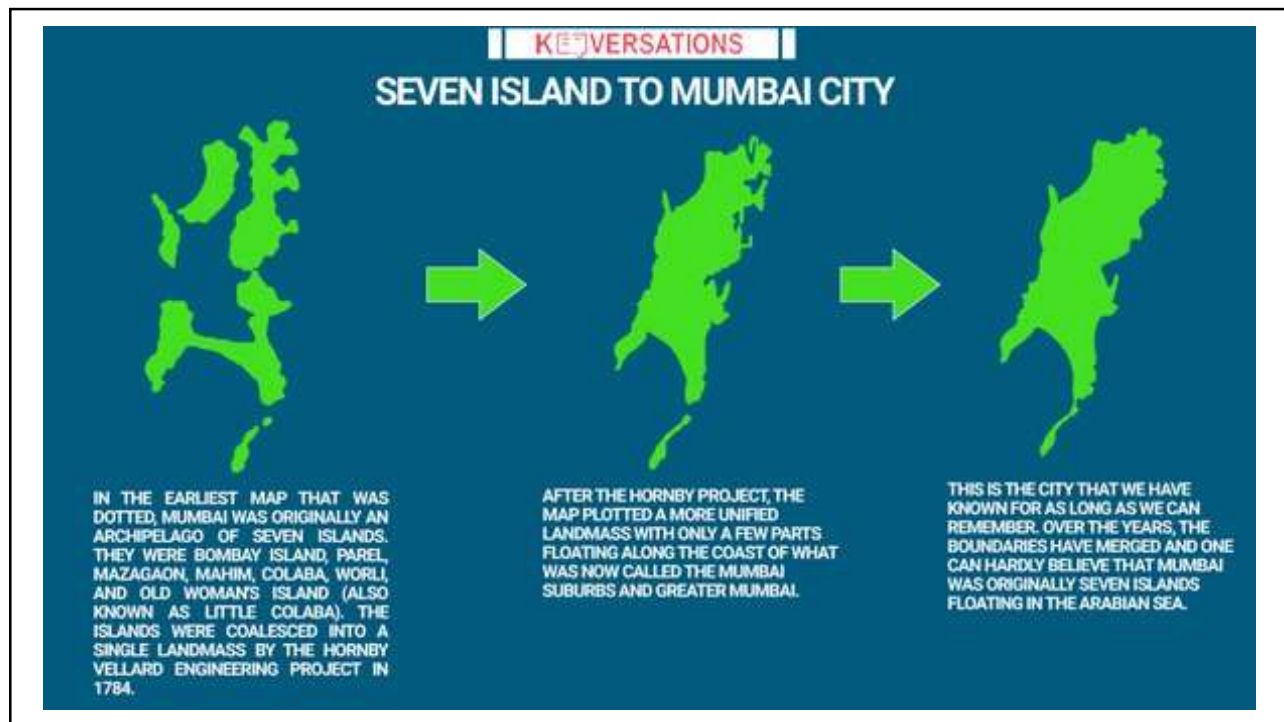 KEEVERSATIONS
SEVEN ISLAND TO MUMBAI CITY
IN THE EARLIEST MAP THAT WAS
DOTTED, MUMBAI WAS ORIGINALLY AN
ARCHIPELAGO OF SEVEN ISLANDS.
THEY WERE BOMBAY ISLAND, PAREL,
MAZAGAON, MAHIM, COLABA, WORLI,
AND OLD WOMAN'S ISLAND (ALSO
KNOWN AS LITTLE COLABA). THE
ISLANDS WERE COALESCED INTO A
SINGLE LANDMASS BY THE HORNBY
VELLARD ENGINEERING PROJECT IN
1784.
AFTER THE HORNBY PROJECT, THE
MAP PLOTTED A MORE UNIFIED
LANDMASS WITH ONLY A FEW PARTS
FLOATING ALONG THE COAST OF WHAT
WAS NOW CALLED THE MUMBAI
SUBURBS AND GREATER MUMBAI.
THIS IS THE CITY THAT WE HAVE
KNOWN FOR AS LONG AS WE CAN
REMEMBER. OVER THE YEARS, THE
BOUNDARIES HAVE MERGED AND ONE
CAN HARDLY BELIEVE THAT MUMBAI
WAS ORIGINALLY SEVEN ISLANDS
FLOATING IN THE ARABIAN SEA.